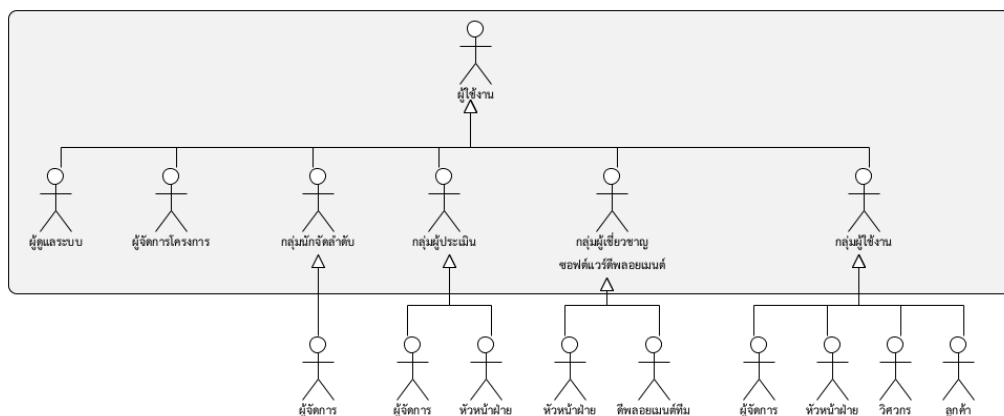 ผู้ใช้งาน
ผู้ดูแลระบบ
ผู้จัดการโครงการ
กลุ่มนักจัดลำดับ
กลุ่มผู้ประเมิน
กลุ่มผู้เชี่ยวชาญ
ซอฟต์แวร์ดีพลอยเมนต์
กลุ่มผู้ใช้งาน
ผู้จัดการ
ผู้จัดการ
หัวหน้าฝ่าย
หัวหน้าฝ่าย
ดีพลอยเมนต์ทีม
ผู้จัดการ
หัวหน้าฝ่าย
วิศวกร
ลูกค้า